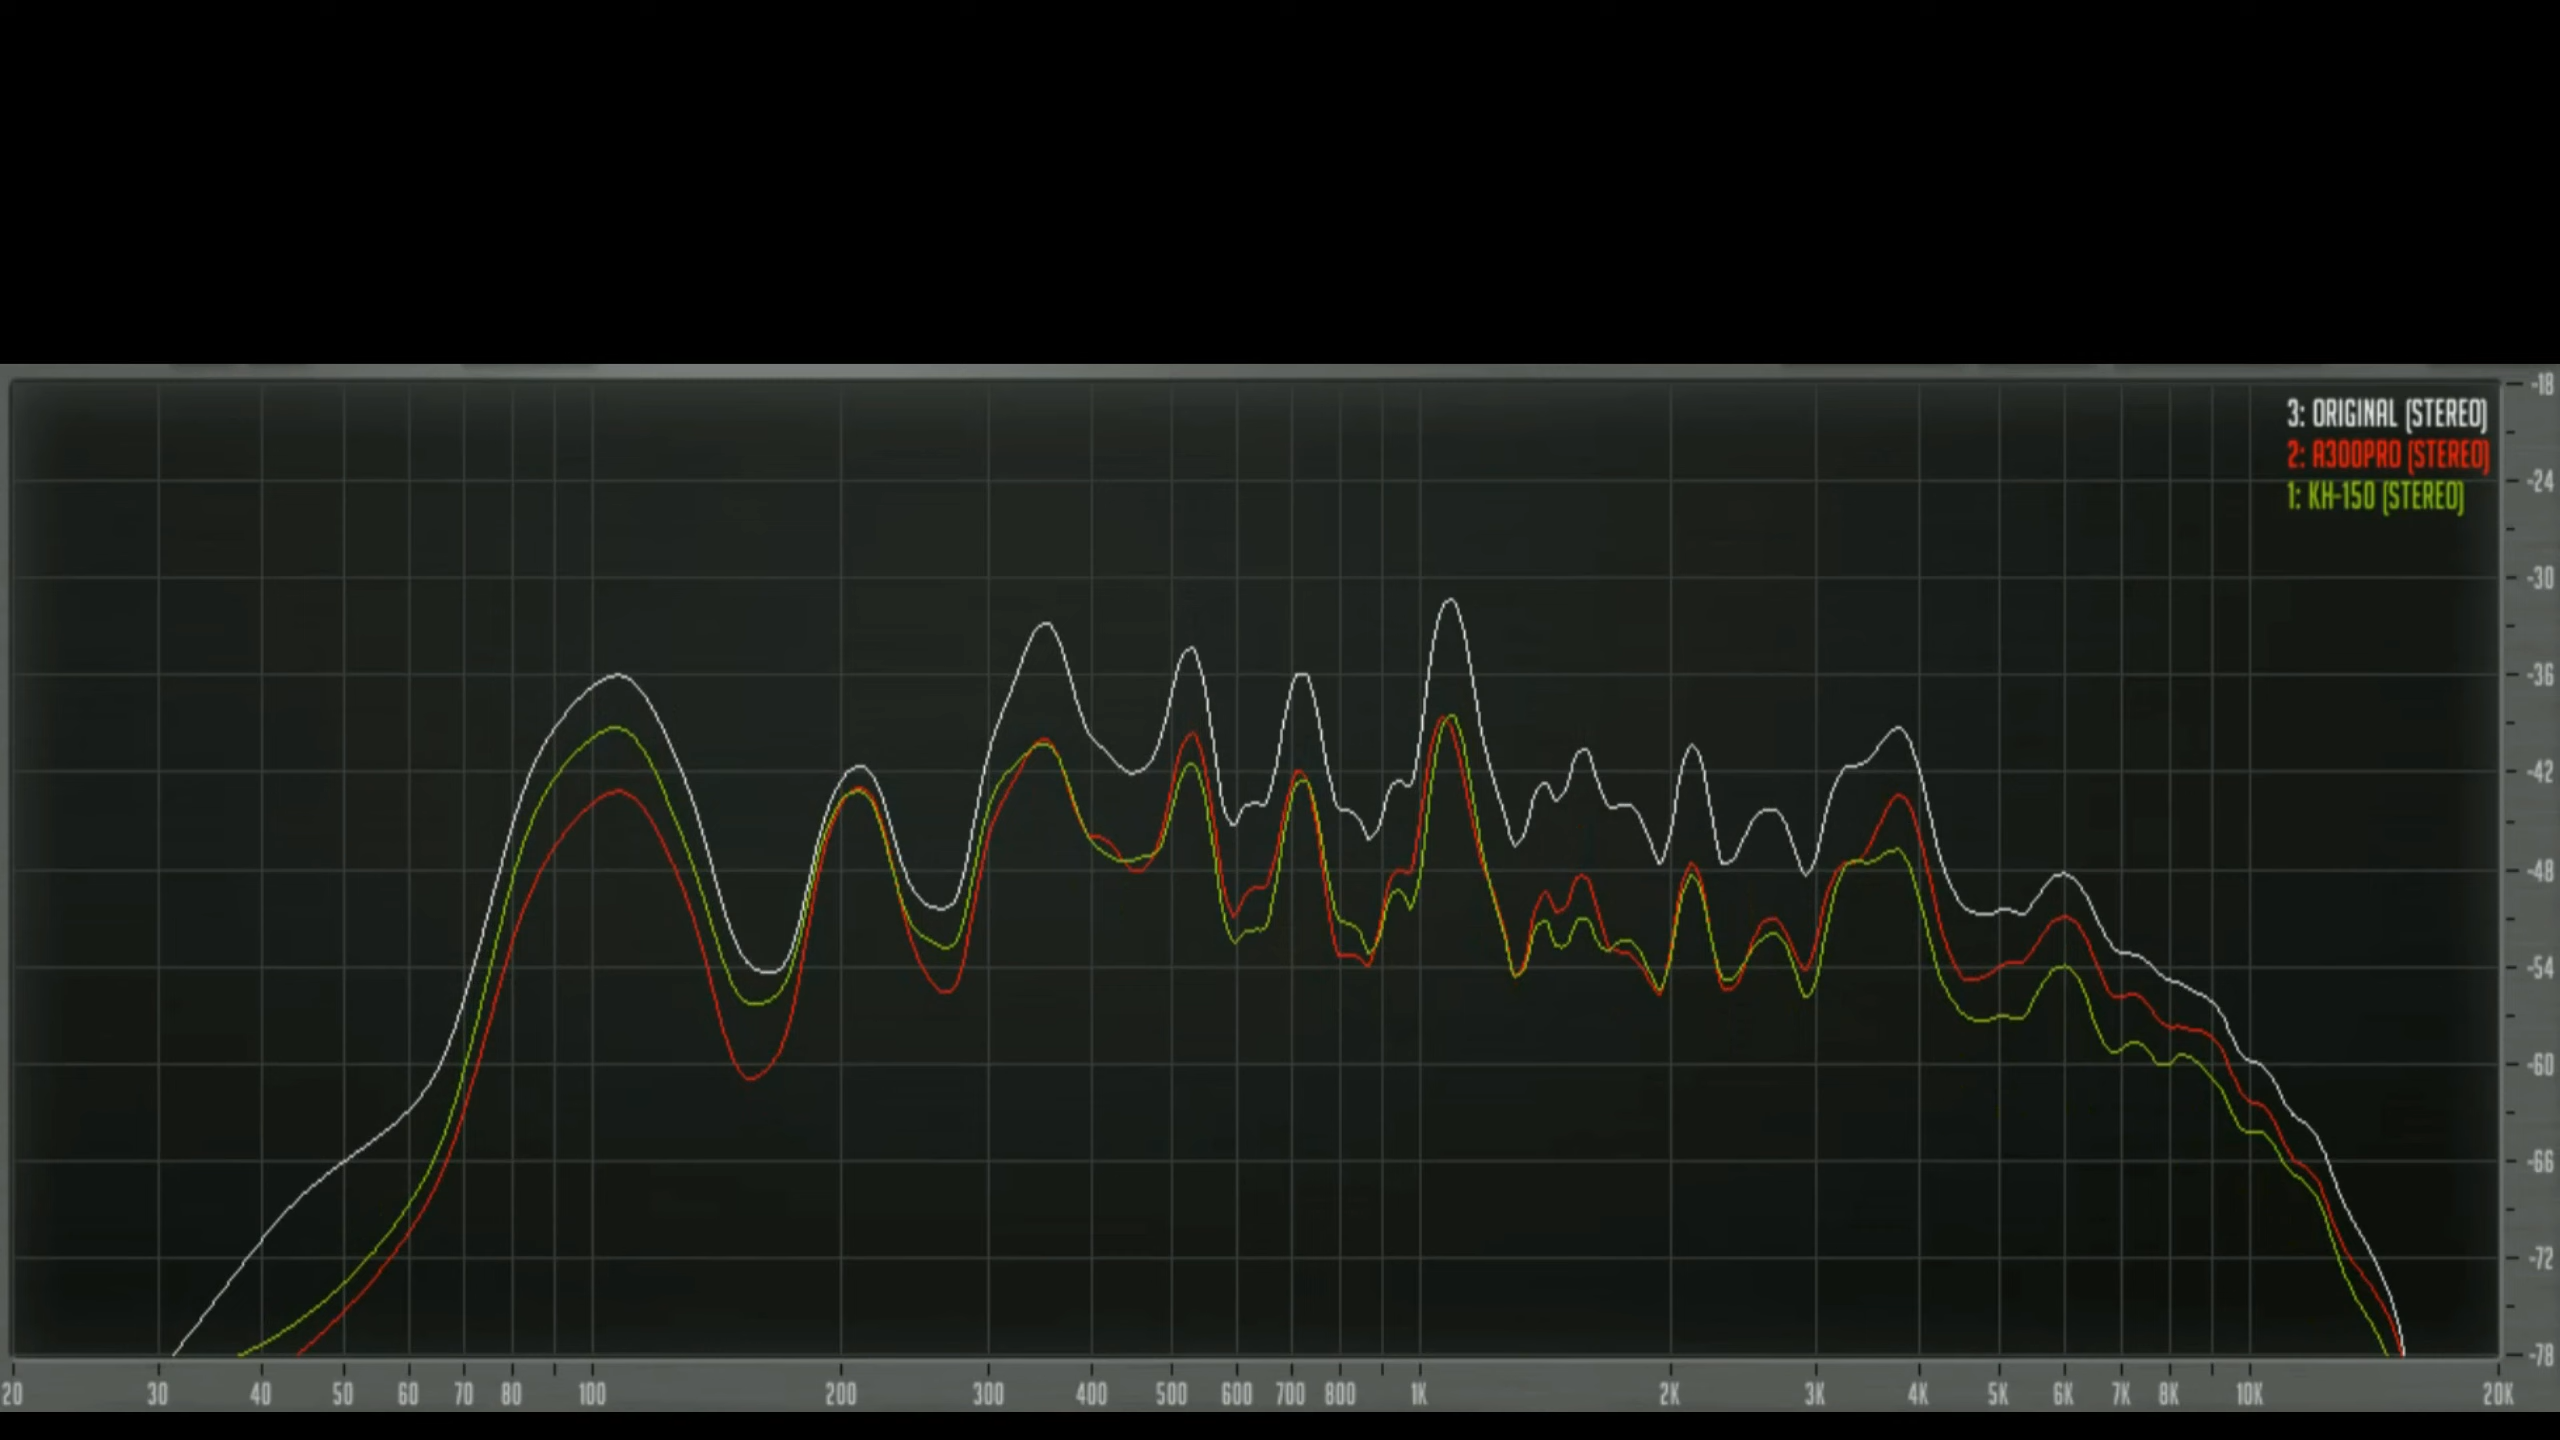 -18
3: ORIGINAL (STEREO)
2: A300PRO (STEREO)
-24
1: KH-150 (STEREO)
-30
-36
-42
-48
-54
-60
-66
-72
-78
20 30 40 50 60 70 80 100 200 300 400 500 600 700 800 1K 2K 3K 4K 5K 6K 7K 8K 10K 20K